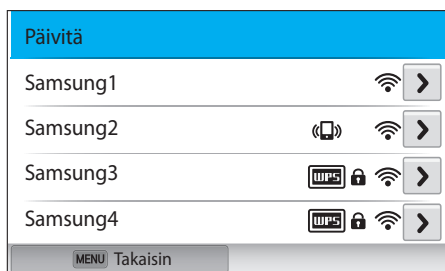 Päivitä
Samsung1
Samsung2
Samsung3 WPS
Samsung4 WPS
MENU Takaisin